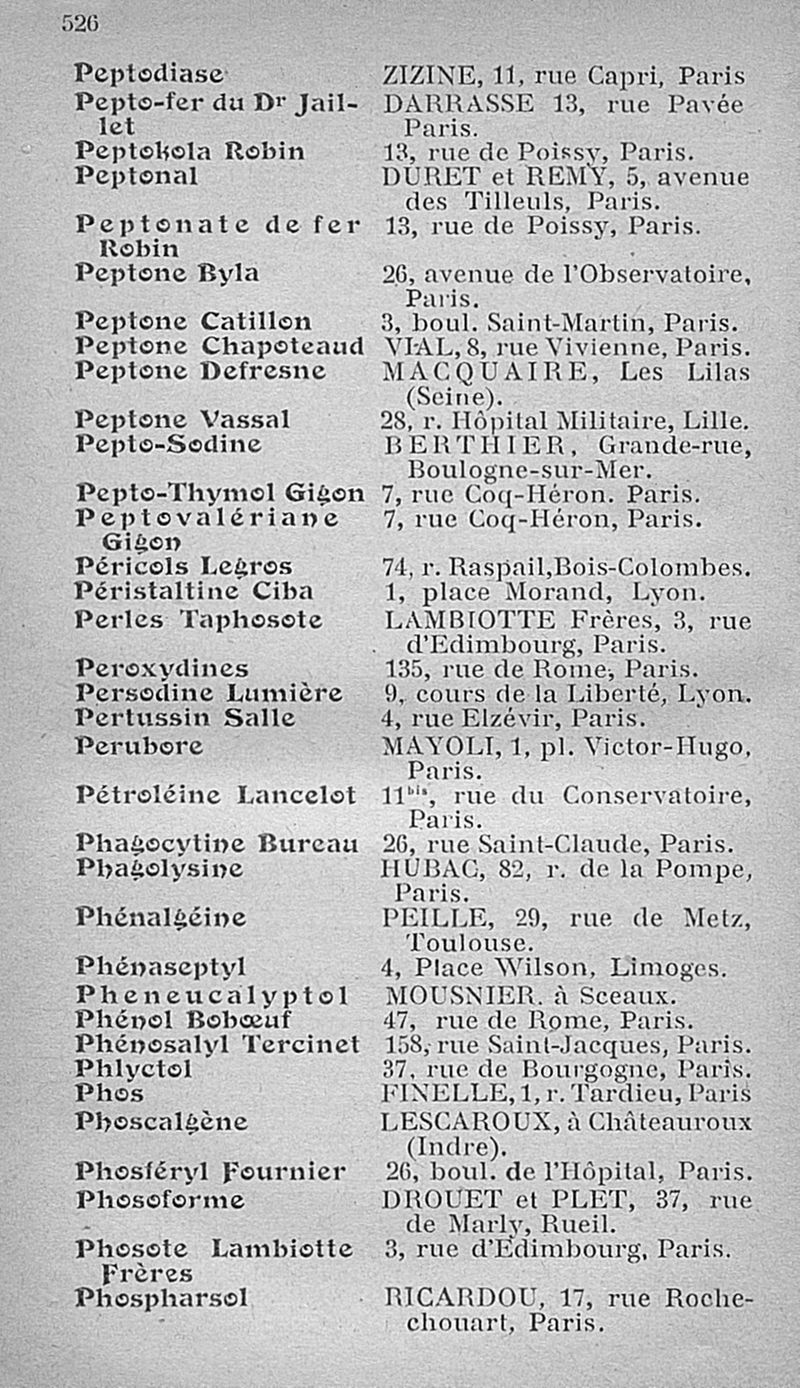 526
Peptodiase ZIZINE, 11, rue Capri, Paris
Pepto-fer du Dr Jail- DARRASSE 13, rue Pavée
let Paris.
Peptokola Robin 13, rue de Poissy, Paris.
Peptonal DURET et REMY, 5, avenue
des Tilleuls, Paris.
Peptonate de fer 13, rue de Poissy, Paris.
Robin
Peptone Byla 26, avenue de l'Observatoire,
Paris.
Peptone Catillon 3, boul. Saint-Martin, Paris.
Peptone Chapoteaud VIAL, 8, rue Vivienne, Paris.
Peptone Defresne MACQUAIRE, Les Lilas
(Seine).
Peptone Vassal 28, r. Hôpital Militaire, Lille.
Pepto-Sodine BERTHIER, Grande-rue,
Boulogne-sur-Mer.
Pepto-Thymol Gigon 7, rue Coq-Héron. Paris.
Peptovalériane 7, rue Coq-Héron, Paris.
Gigon
Péricols Legros 74, r. Raspail,Bois-Colombes.
Péristaltine Ciba 1, place Morand, Lyon.
Perles Taphosote LAMBIOTTE Frères, 3, rue
d'Edimbourg, Paris.
Peroxydines 135, rue de Rome, Paris.
Persodine Lumière 9, cours de la Liberté, Lyon.
Pertussin Salle 4, rue Elzévir, Paris.
Perubore MAYOLI, 1, pl. Victor-Hugo,
Paris.
Pétroléine Lancelot 11bis, rue du Conservatoire,
Paris.
Phagocytine Bureau 26, rue Saint-Claude, Paris.
Phagolysine HUBAC, 82, r. de la Pompe,
Paris.
Phénalgéine PEILLE, 29, rue de Metz,
Toulouse.
Phénaseptyl 4, Place Wilson, Limoges.
Pheneucalyptol MOUSNIER. à Sceaux.
Phénol Bobœuf 47, rue de Rome, Paris.
Phénosalyl Tercinet 158, rue Saint-Jacques, Paris.
Phlyctol 37, rue de Bourgogne, Paris.
Phos FINELLE, 1, r. Tardieu, Paris
Phoscalgène LESCAROUX, à Châteauroux
(Indre).
Phosféryl Fournier 26, boul. de l'Hôpital, Paris.
Phosoforme DROUET et PLET, 37, rue
de Marly, Rueil.
Phosote Lambiotte 3, rue d'Edimbourg, Paris.
Frères
Phospharsol RICARDOU, 17, rue Roche-
chouart, Paris.